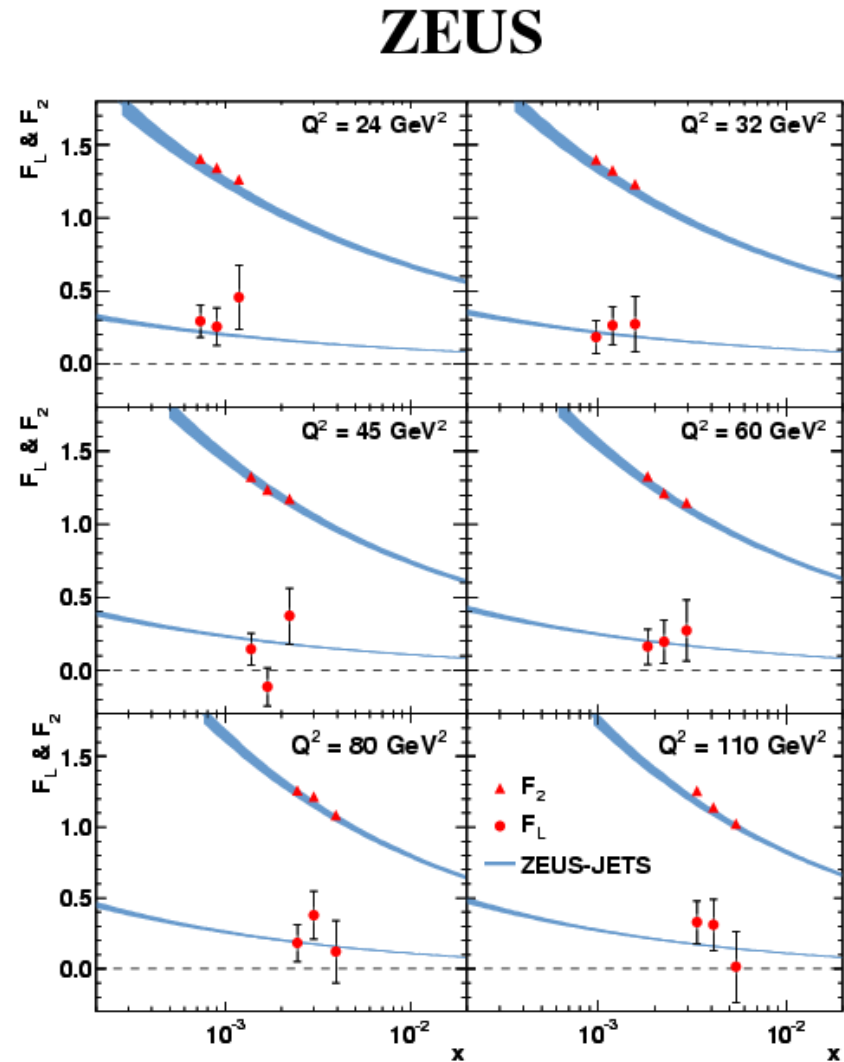 ZEUS
F_L & F_2
Q² = 24 GeV²
Q² = 32 GeV²
1.5
1.0
0.5
0.0
F_L & F_2
Q² = 45 GeV²
Q² = 60 GeV²
1.5
1.0
0.5
0.0
F_L & F_2
Q² = 80 GeV²
Q² = 110 GeV²
1.5
1.0
0.5
0.0
F₂
F_L
ZEUS-JETS
10⁻³ 10⁻² 10⁻³ 10⁻²
x x